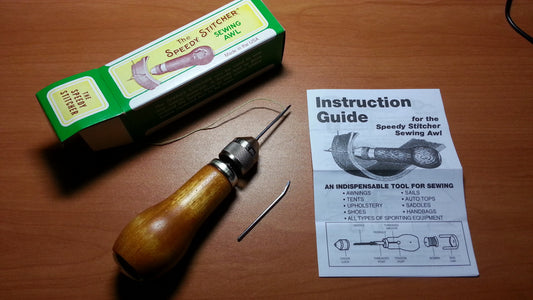 The
SPEEDY STITCHER®
SEWING
AWL
Made in the USA
THE
SPEEDY
STITCHER
Instruction
Guide
for the
Speedy Stitcher
Sewing Awl
AN INDISPENSABLE TOOL FOR SEWING
• AWNINGS
• TENTS
• UPHOLSTERY
• SHOES
• SAILS
• AUTO TOPS
• SADDLES
• HANDBAGS
• ALL TYPES OF SPORTING EQUIPMENT
NEEDLE
BOBBIN